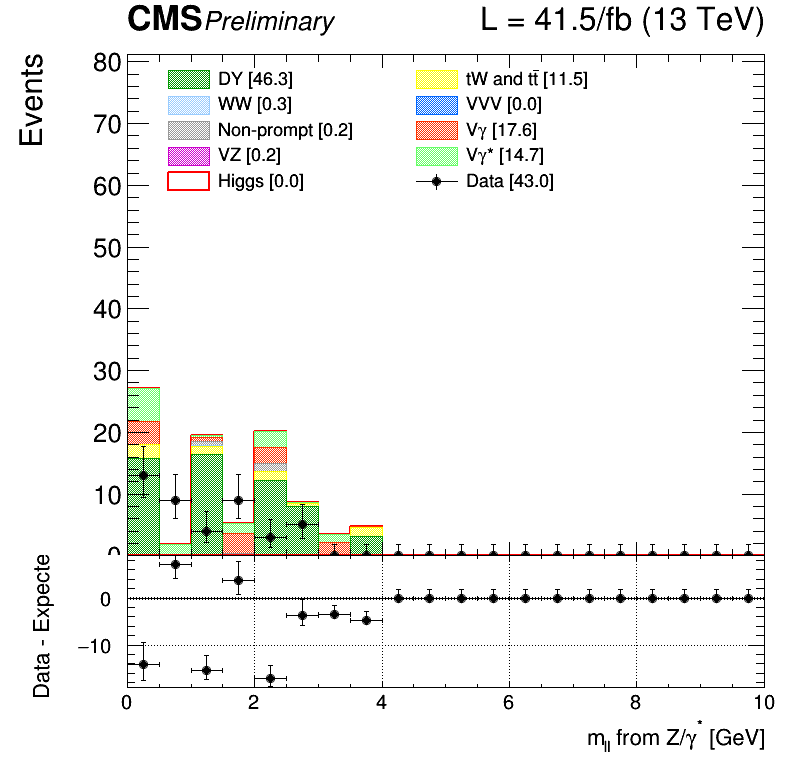 CMS Preliminary L = 41.5/fb (13 TeV)
Events
80
70
60
50
40
30
20
10
0
DY [46.3]
WW [0.3]
Non-prompt [0.2]
VZ [0.2]
Higgs [0.0]
tW and tt̄ [11.5]
VVV [0.0]
Vγ [17.6]
Vγ* [14.7]
Data [43.0]
Data - Expecte
0
−10
0 2 4 6 8 10
m_ll from Z/γ* [GeV]